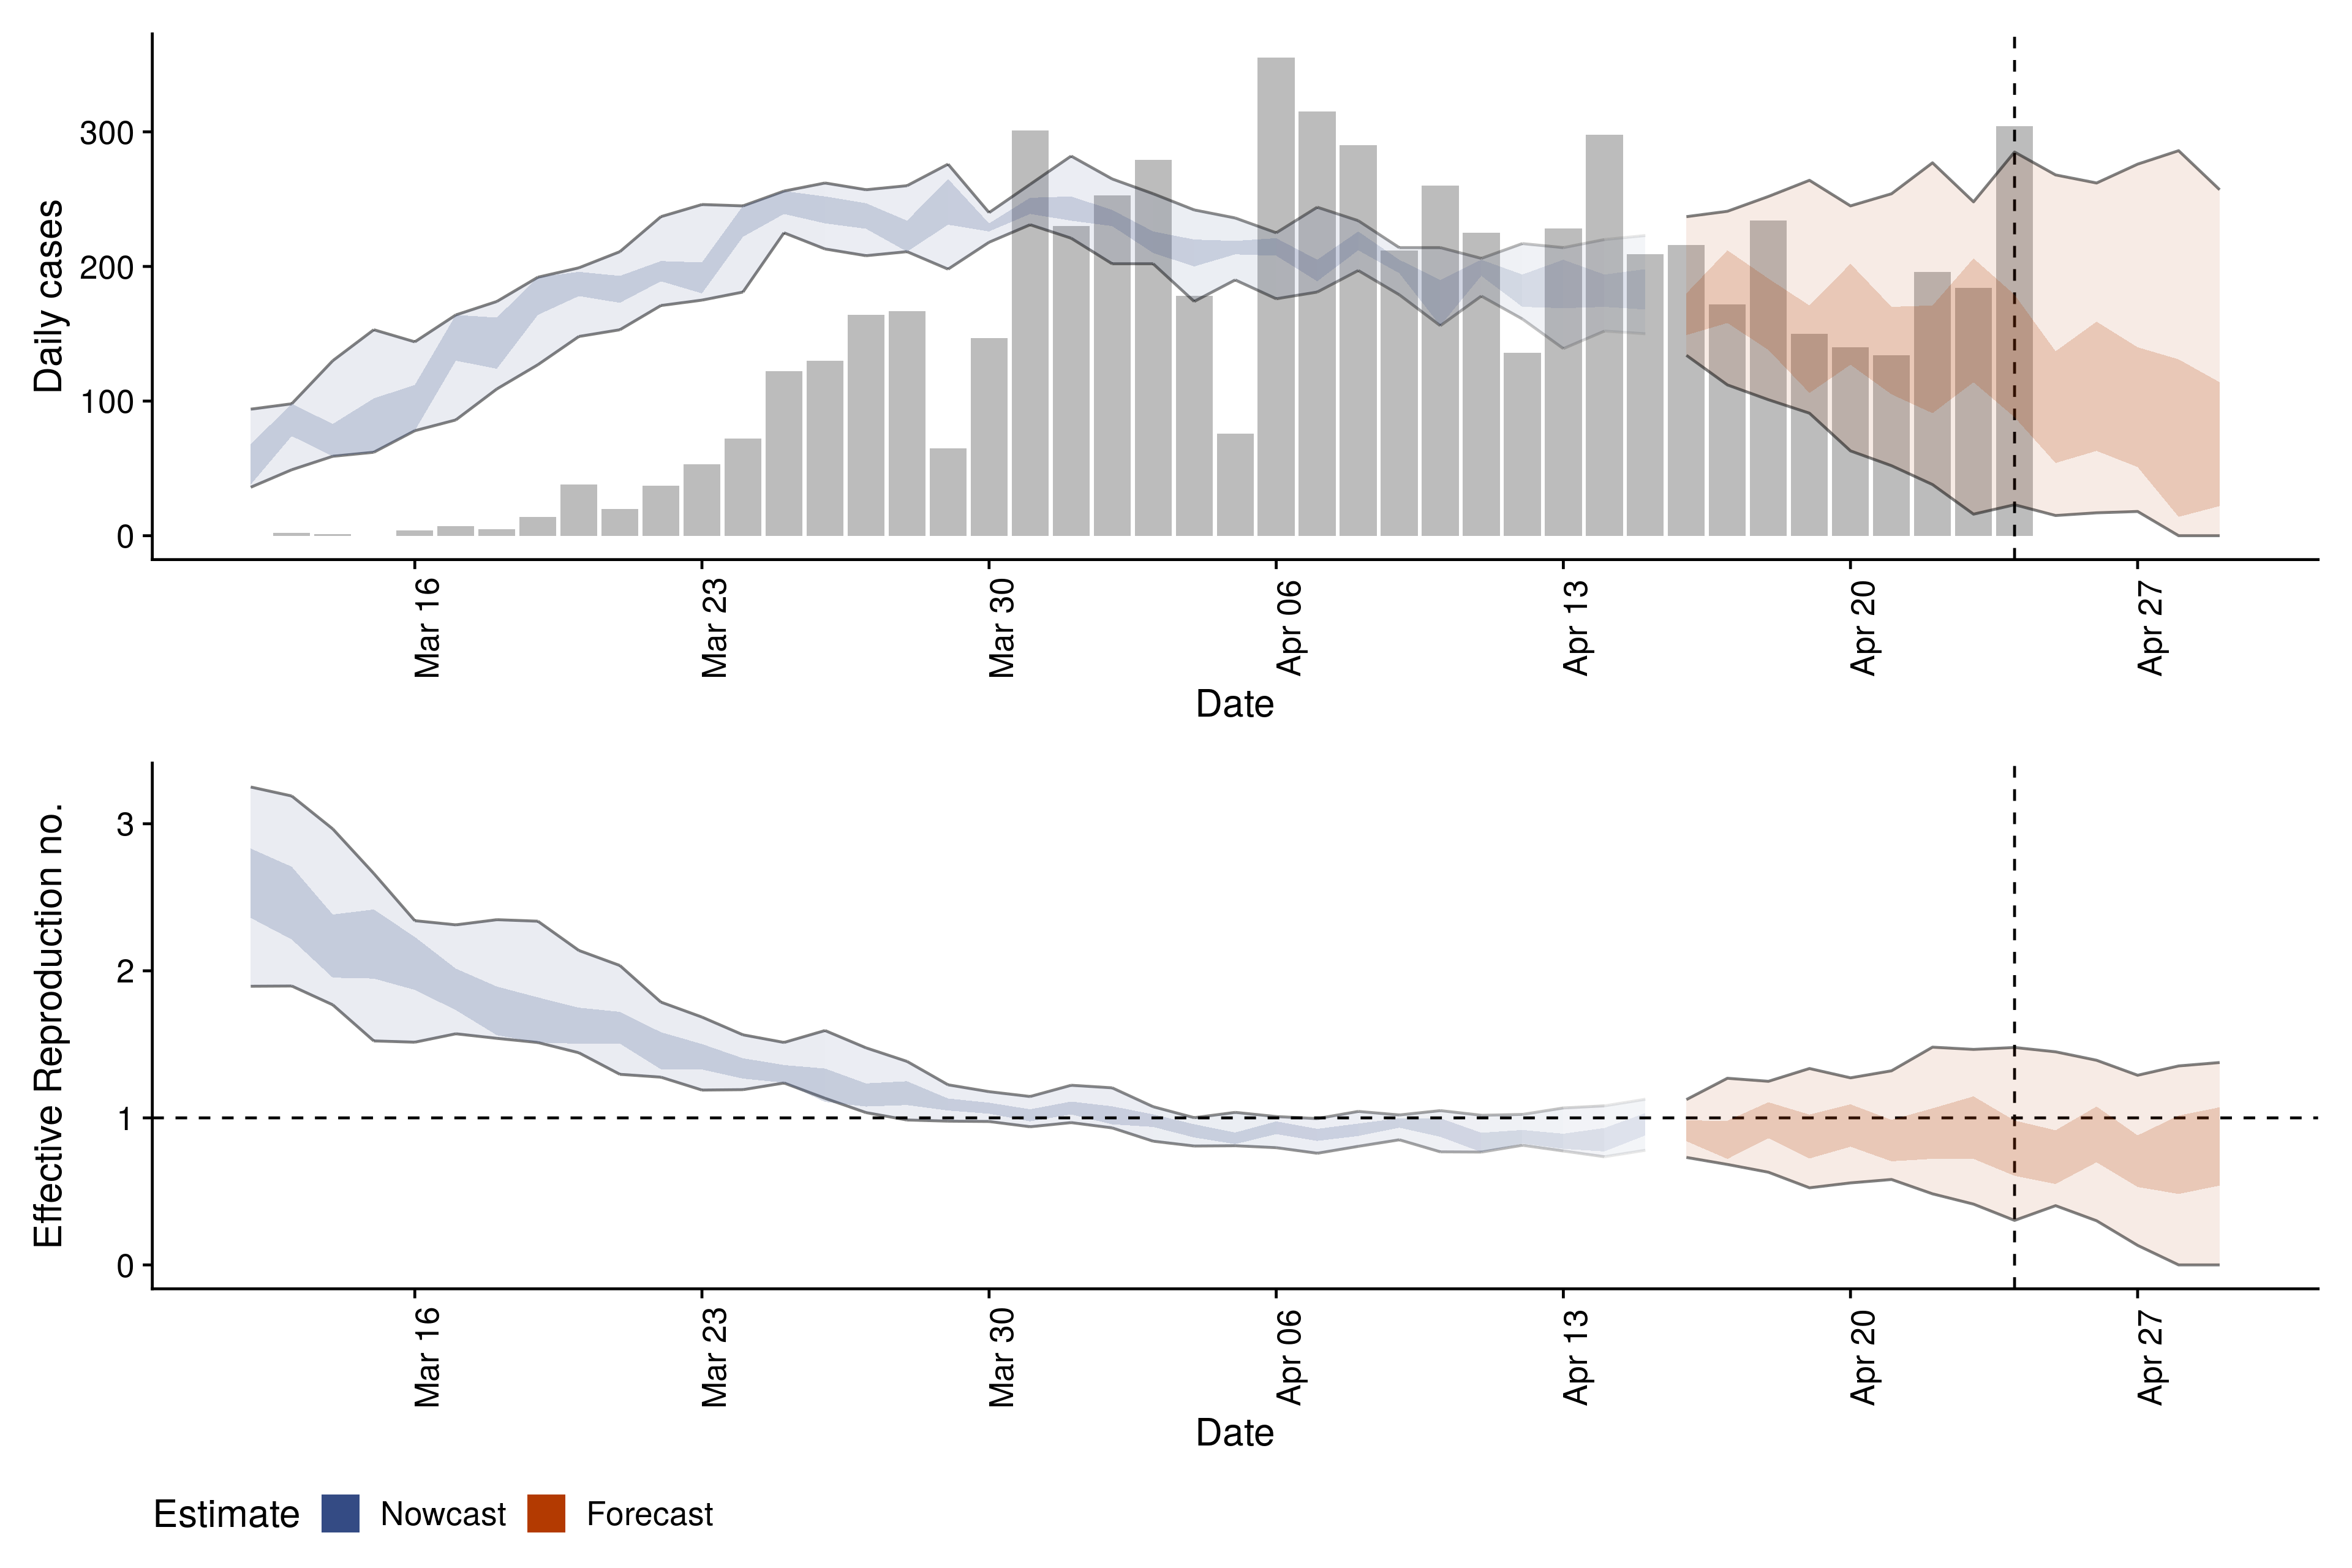 Daily cases
300
200
100
0
Mar 16
Mar 23
Mar 30
Apr 06
Apr 13
Apr 20
Apr 27
Date
Effective Reproduction no.
3
2
1
0
Mar 16
Mar 23
Mar 30
Apr 06
Apr 13
Apr 20
Apr 27
Date
Estimate Nowcast Forecast